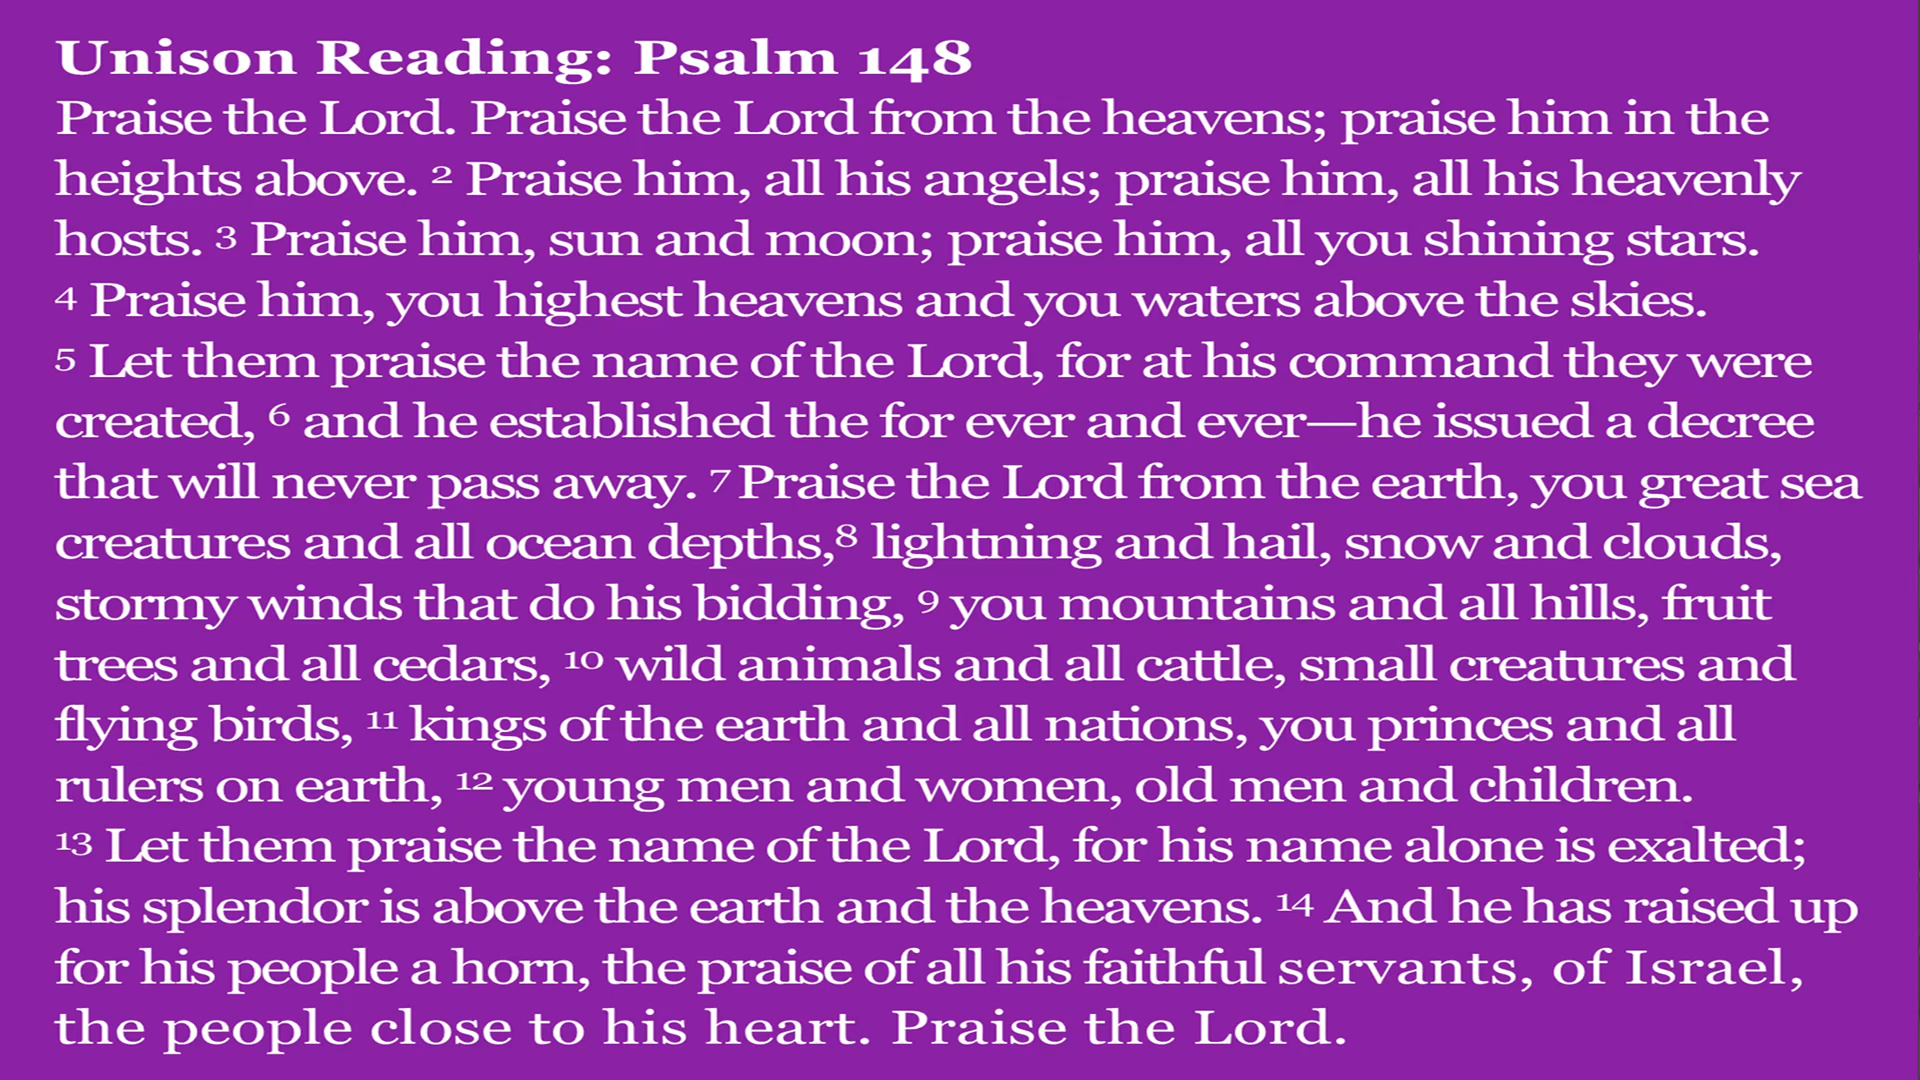 Unison Reading: Psalm 148
Praise the Lord. Praise the Lord from the heavens; praise him in the
heights above. ² Praise him, all his angels; praise him, all his heavenly
hosts. ³ Praise him, sun and moon; praise him, all you shining stars.
⁴ Praise him, you highest heavens and you waters above the skies.
⁵ Let them praise the name of the Lord, for at his command they were
created, ⁶ and he established the for ever and ever—he issued a decree
that will never pass away. ⁷ Praise the Lord from the earth, you great sea
creatures and all ocean depths,⁸ lightning and hail, snow and clouds,
stormy winds that do his bidding, ⁹ you mountains and all hills, fruit
trees and all cedars, ¹⁰ wild animals and all cattle, small creatures and
flying birds, ¹¹ kings of the earth and all nations, you princes and all
rulers on earth, ¹² young men and women, old men and children.
¹³ Let them praise the name of the Lord, for his name alone is exalted;
his splendor is above the earth and the heavens. ¹⁴ And he has raised up
for his people a horn, the praise of all his faithful servants, of Israel,
the people close to his heart. Praise the Lord.